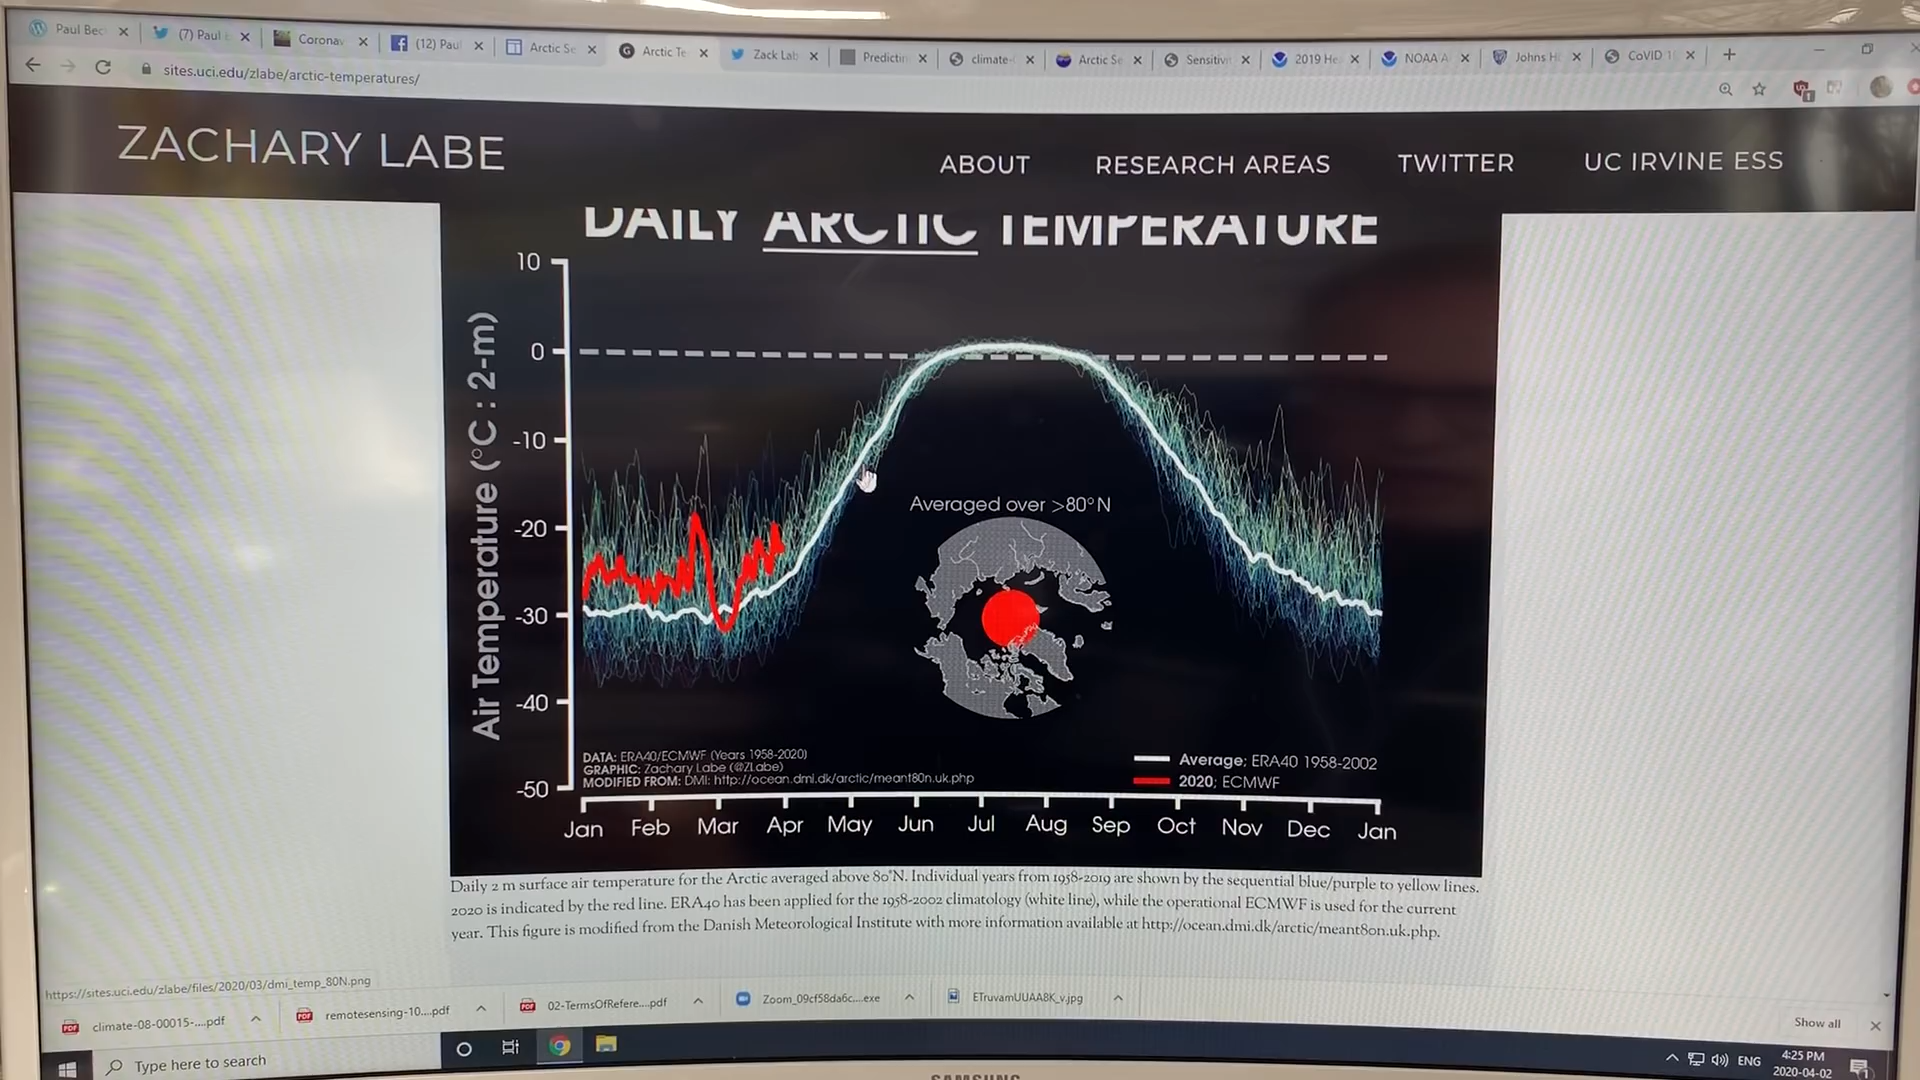 Paul Bec
(7) Paul
Coronav
(12) Paul
Arctic Se
Arctic Te
Zack Lab
Predictin
climate-
Arctic Se
Sensitivi
2019 He
NOAA A
Johns H
CoVID 1
sites.uci.edu/zlabe/arctic-temperatures/
ZACHARY LABE
ABOUT
RESEARCH AREAS
TWITTER
UC IRVINE ESS
DAILY ARCTIC TEMPERATURE
Air Temperature (°C : 2-m)
10
0
-10
-20
-30
-40
-50
Averaged over >80°N
DATA: ERA40/ECMWF (Years 1958-2020)
GRAPHIC: Zachary Labe (@ZLabe)
MODIFIED FROM: DMI: http://ocean.dmi.dk/arctic/meant80n.uk.php
Average; ERA40 1958-2002
2020; ECMWF
Jan Feb Mar Apr May Jun Jul Aug Sep Oct Nov Dec Jan
Daily 2 m surface air temperature for the Arctic averaged above 80°N. Individual years from 1958-2019 are shown by the sequential blue/purple to yellow lines.
2020 is indicated by the red line. ERA40 has been applied for the 1958-2002 climatology (white line), while the operational ECMWF is used for the current
year. This figure is modified from the Danish Meteorological Institute with more information available at http://ocean.dmi.dk/arctic/meant80n.uk.php.
https://sites.uci.edu/zlabe/files/2020/03/dmi_temp_80N.png
climate-08-00015-....pdf
remotesensing-10....pdf
02-TermsOfRefere....pdf
Zoom_09cf58da6c....exe
ETruvamUUAA8K_v.jpg
Show all
Type here to search
ENG
4:25 PM
2020-04-02
SAMSUNG